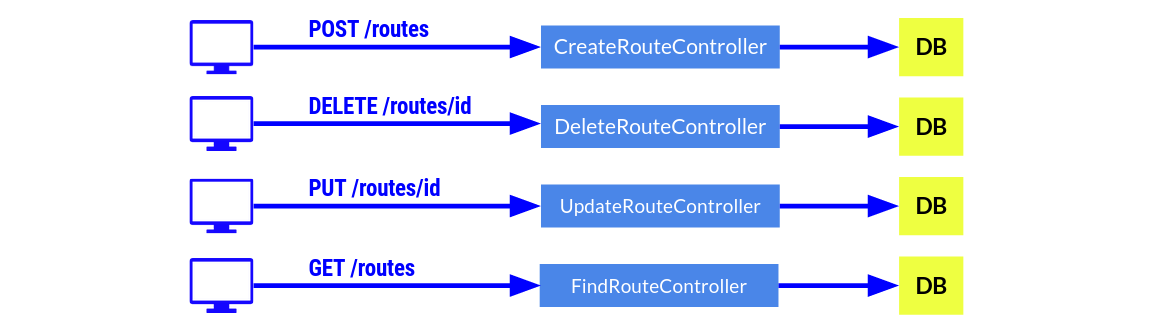 POST /routes
CreateRouteController
DB
DELETE /routes/id
DeleteRouteController
DB
PUT /routes/id
UpdateRouteController
DB
GET /routes
FindRouteController
DB